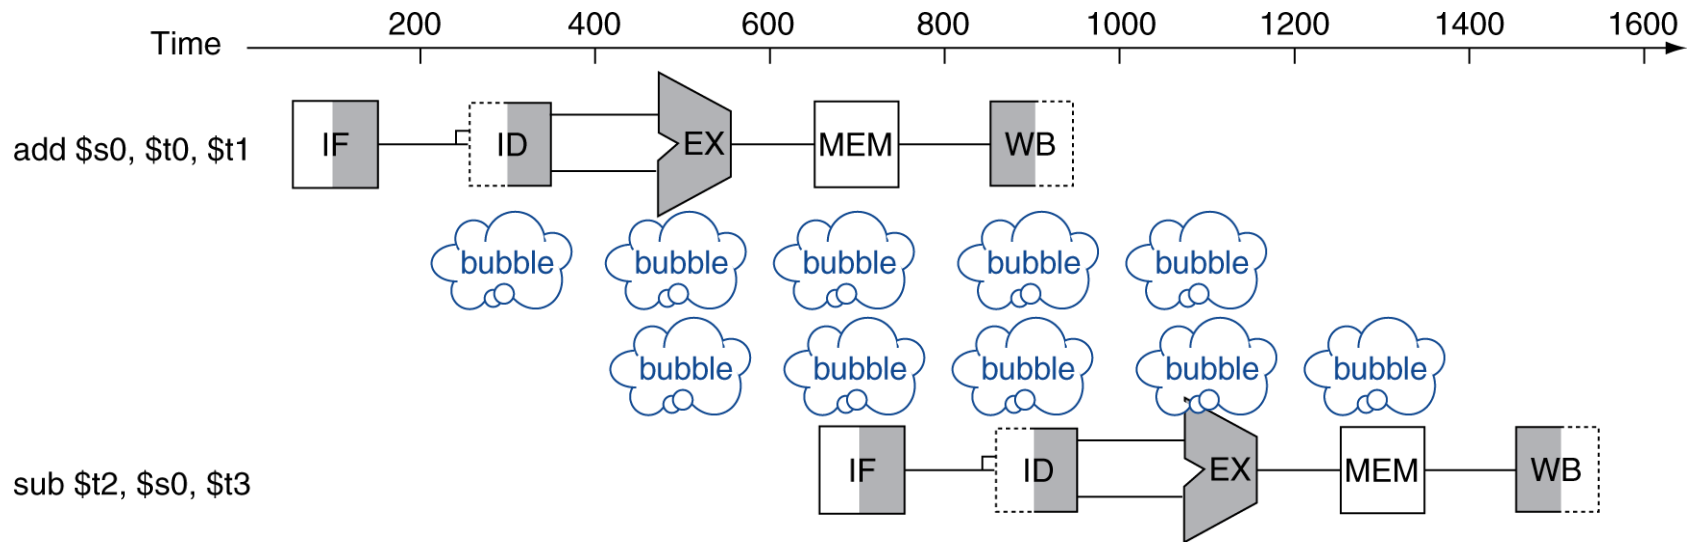 200 400 600 800 1000 1200 1400 1600
Time
add $s0, $t0, $t1 IF ID EX MEM WB
bubble bubble bubble bubble bubble
bubble bubble bubble bubble bubble
sub $t2, $s0, $t3 IF ID EX MEM WB